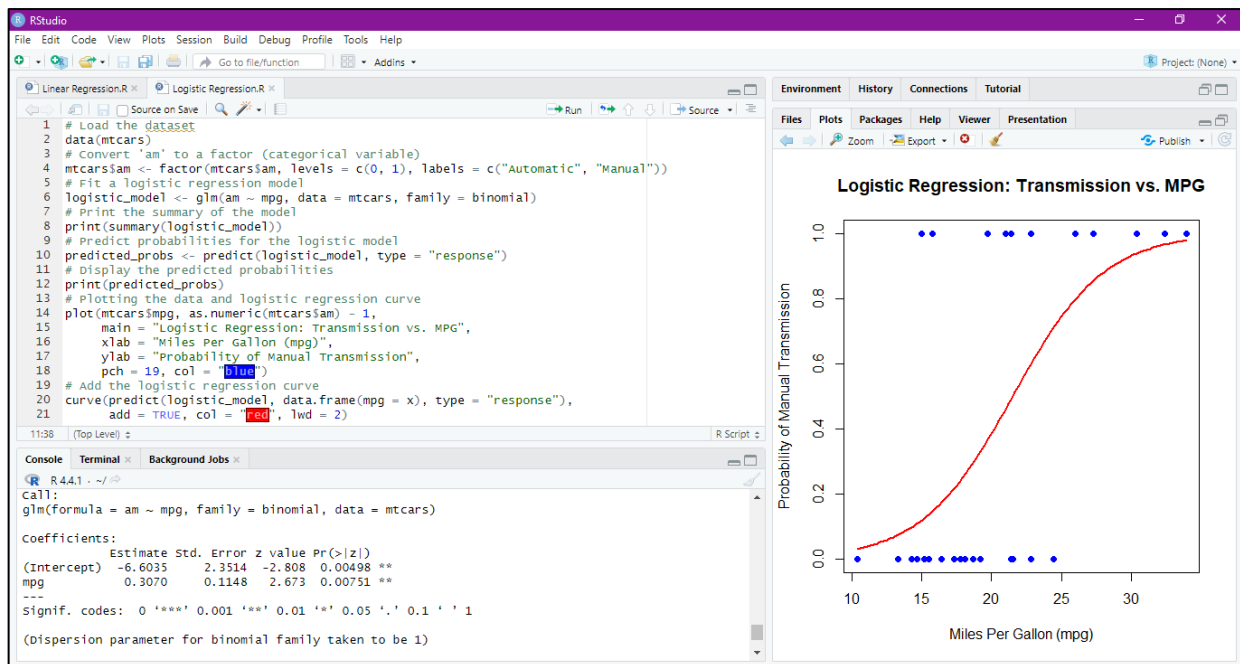 RStudio
File Edit Code View Plots Session Build Debug Profile Tools Help
Go to file/function Addins Project: (None)
Linear Regression.R Logistic Regression.R
Source on Save Run Source
1 # Load the dataset
2 data(mtcars)
3 # Convert 'am' to a factor (categorical variable)
4 mtcars$am <- factor(mtcars$am, levels = c(0, 1), labels = c("Automatic", "Manual"))
5 # Fit a logistic regression model
6 logistic_model <- glm(am ~ mpg, data = mtcars, family = binomial)
7 # Print the summary of the model
8 print(summary(logistic_model))
9 # Predict probabilities for the logistic model
10 predicted_probs <- predict(logistic_model, type = "response")
11 # Display the predicted probabilities
12 print(predicted_probs)
13 # Plotting the data and logistic regression curve
14 plot(mtcars$mpg, as.numeric(mtcars$am) - 1,
15 main = "Logistic Regression: Transmission vs. MPG",
16 xlab = "Miles Per Gallon (mpg)",
17 ylab = "Probability of Manual Transmission",
18 pch = 19, col = "blue")
19 # Add the logistic regression curve
20 curve(predict(logistic_model, data.frame(mpg = x), type = "response"),
21 add = TRUE, col = "red", lwd = 2)
11:38 (Top Level) R Script
Console Terminal Background Jobs
R 4.4.1 · ~/
Call:
glm(formula = am ~ mpg, family = binomial, data = mtcars)
Coefficients:
Estimate Std. Error z value Pr(>|z|)
(Intercept) -6.6035 2.3514 -2.808 0.00498 **
mpg 0.3070 0.1148 2.673 0.00751 **
---
Signif. codes: 0 '***' 0.001 '**' 0.01 '*' 0.05 '.' 0.1 ' ' 1
(Dispersion parameter for binomial family taken to be 1)
Environment History Connections Tutorial
Files Plots Packages Help Viewer Presentation
Zoom Export Publish
Logistic Regression: Transmission vs. MPG
Probability of Manual Transmission
1.0
0.8
0.6
0.4
0.2
0.0
10 15 20 25 30
Miles Per Gallon (mpg)